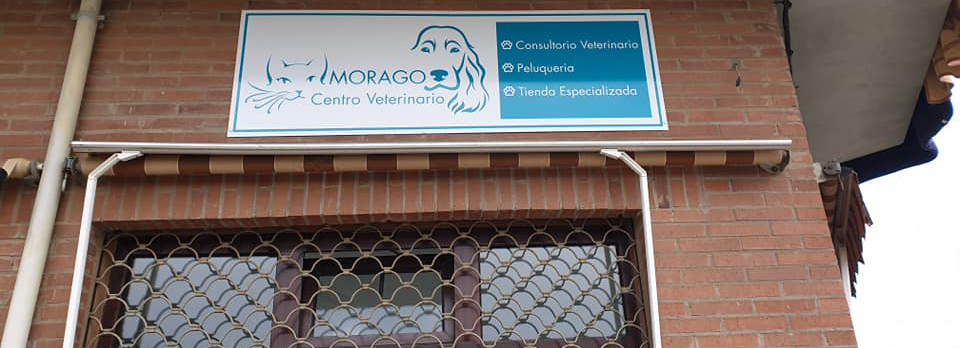 MORAGO
Centro Veterinario
Consultorio Veterinario
Peluqueria
Tienda Especializada